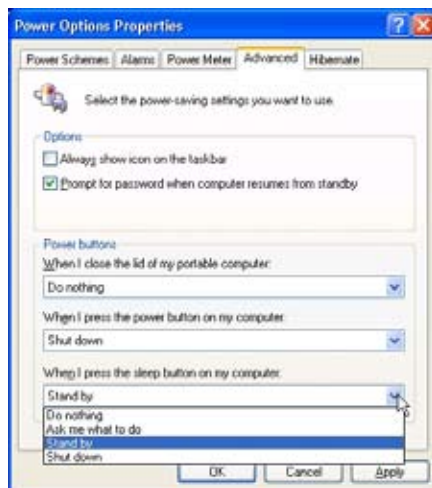 Power Options Properties
Power Schemes Alarms Power Meter Advanced Hibernate
Select the power-saving settings you want to use.
Options
Always show icon on the taskbar
Prompt for password when computer resumes from standby
Power buttons
When I close the lid of my portable computer:
Do nothing
When I press the power button on my computer:
Shut down
When I press the sleep button on my computer:
Stand by
Do nothing
Ask me what to do
Stand by
Shut down
OK Cancel Apply